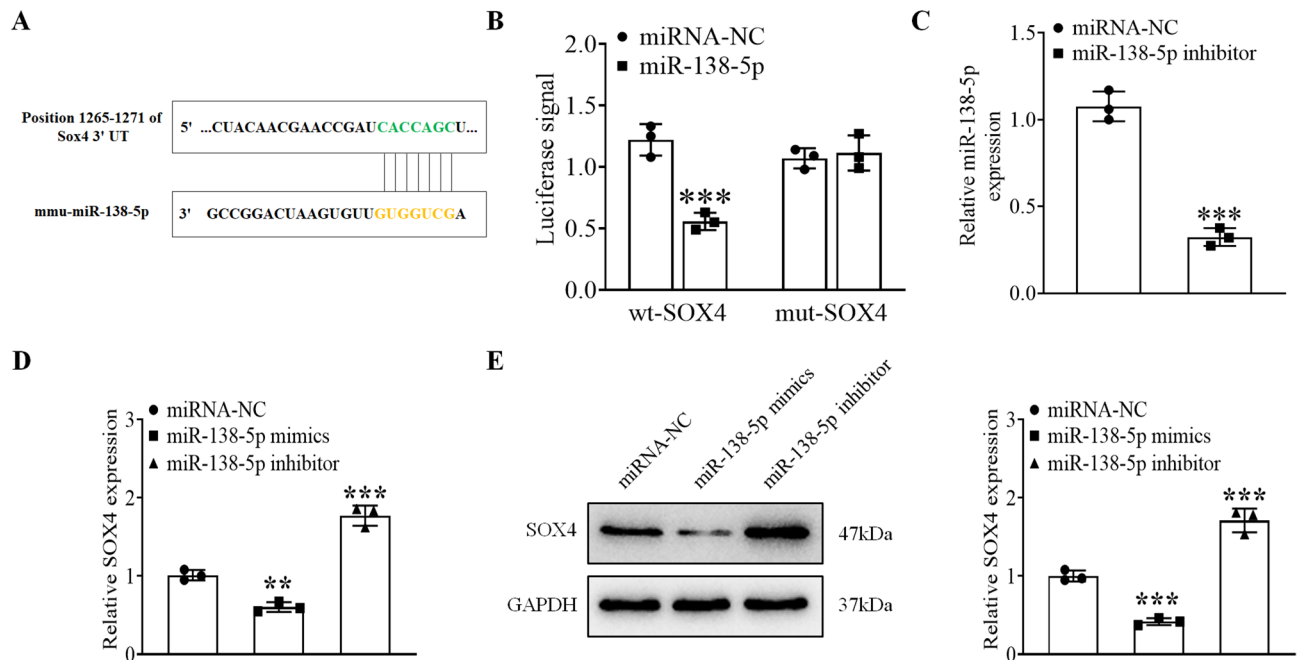 A
Position 1265-1271 of
Sox4 3' UT
5' ...CUACAACGAACCGAUCACCAGCU...
mmu-miR-138-5p
3' GCCGGACUAAGUGUUGUGGUCGA
B
miRNA-NC
miR-138-5p
Luciferase signal
2.0
1.5
1.0
0.5
0.0
***
wt-SOX4
mut-SOX4
C
miRNA-NC
miR-138-5p inhibitor
Relative miR-138-5p
expression
1.5
1.0
0.5
0.0
***
D
miRNA-NC
miR-138-5p mimics
miR-138-5p inhibitor
Relative SOX4 expression
3
2
1
0
**
***
E
miRNA-NC
miR-138-5p mimics
miR-138-5p inhibitor
SOX4
47kDa
GAPDH
37kDa
miRNA-NC
miR-138-5p mimics
miR-138-5p inhibitor
Relative SOX4 expression
3
2
1
0
***
***